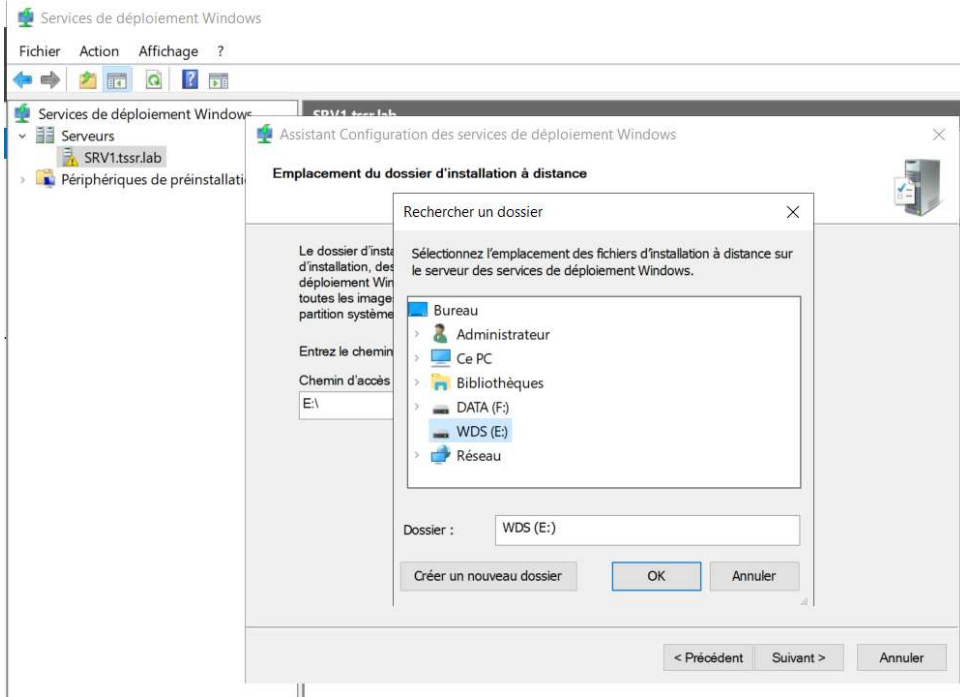 Services de déploiement Windows
Fichier Action Affichage ?
Services de déploiement Windows
Serveurs
SRV1.tssr.lab
Périphériques de préinstallati
SRV1.tssr.lab
Assistant Configuration des services de déploiement Windows
Emplacement du dossier d'installation à distance
Le dossier d'insta
d'installation, des
déploiement Win
toutes les image
partition système
Entrez le chemin
Chemin d'accès
E:\
Rechercher un dossier
Sélectionnez l'emplacement des fichiers d'installation à distance sur
le serveur des services de déploiement Windows.
Bureau
Administrateur
Ce PC
Bibliothèques
DATA (F:)
WDS (E:)
Réseau
Dossier :
WDS (E:)
Créer un nouveau dossier
OK
Annuler
< Précédent
Suivant >
Annuler